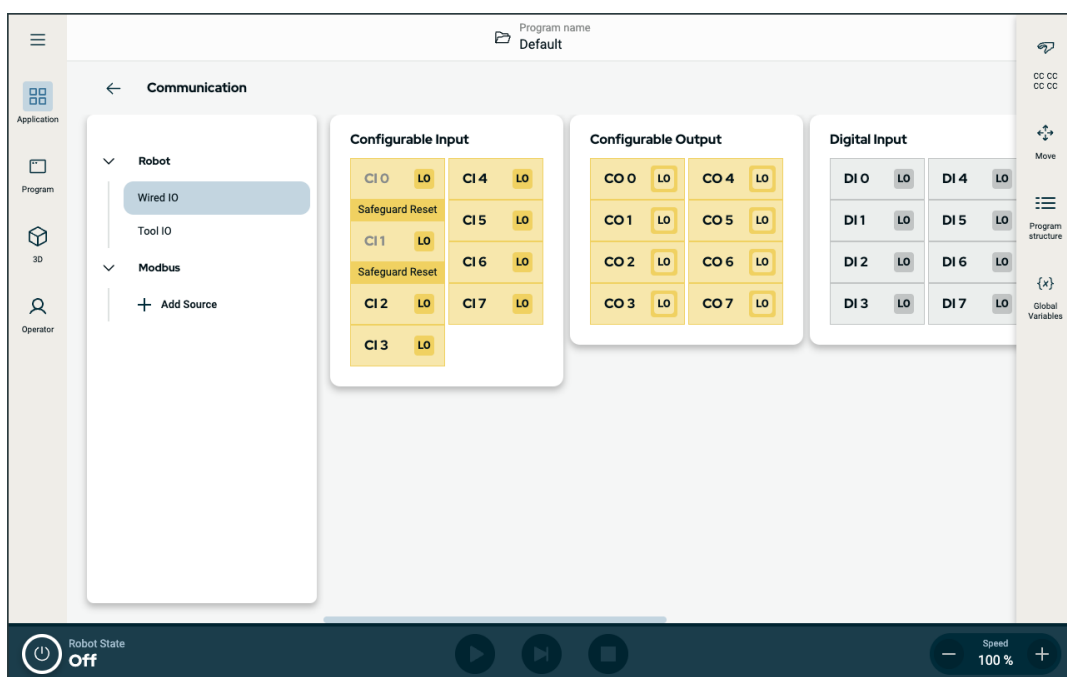 Program name
Default
Application
Program
3D
Operator
Communication
Robot
Wired IO
Tool IO
Modbus
Add Source
Configurable Input
CI 0 LO CI 4 LO
Safeguard Reset
CI 5 LO
CI 1 LO
Safeguard Reset
CI 6 LO
CI 2 LO CI 7 LO
CI 3 LO
Configurable Output
CO 0 LO CO 4 LO
CO 1 LO CO 5 LO
CO 2 LO CO 6 LO
CO 3 LO CO 7 LO
Digital Input
DI 0 LO DI 4 LO
DI 1 LO DI 5 LO
DI 2 LO DI 6 LO
DI 3 LO DI 7 LO
CC CC
CC CC
Move
Program
structure
{x}
Global
Variables
Robot State
Off
Speed
100 %